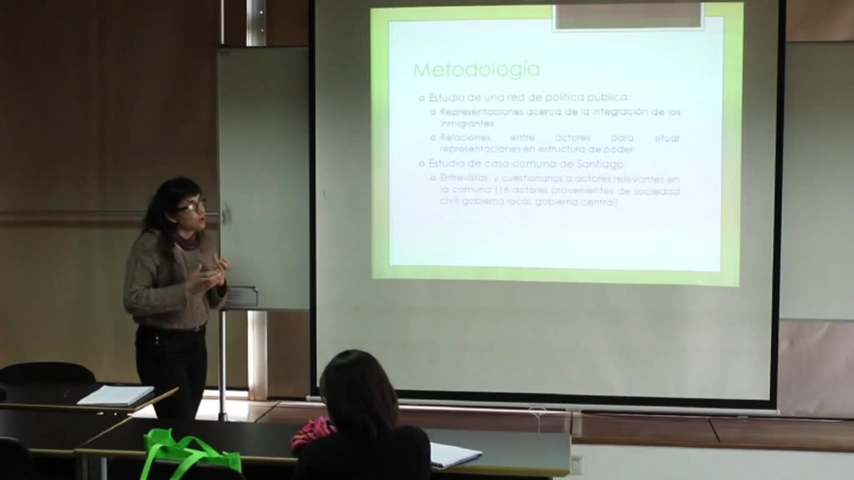 Metodología
Estudio de una red de política pública:
Representaciones acerca de la integración de los
inmigrantes
Relaciones entre actores para situar
representaciones en estructura de poder
Estudio de caso comuna de Santiago:
Entrevistas y cuestionarios a actores relevantes en
la comuna (16 actores provenientes de sociedad
civil, gobierno local, gobierno central)